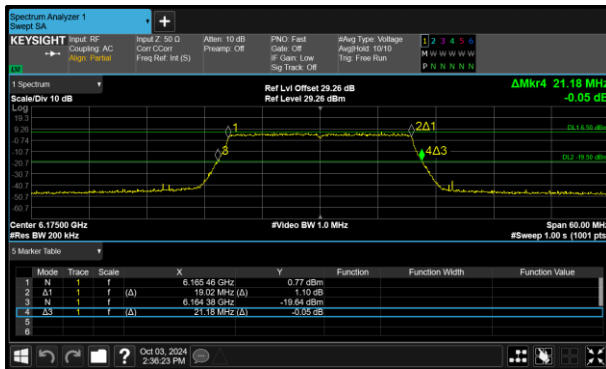 Spectrum Analyzer 1
Swept SA
KEYSIGHT Input: RF Input Z: 50 Ω Atten: 10 dB PNO: Fast #Avg Type: Voltage 1 2 3 4 5 6
Coupling: AC Corr CCorr Preamp: Off Gate: Off Avg|Hold: 10/10 M W W W W W
Align: Partial Freq Ref: Int (S) IF Gain: Low Trig: Free Run
Sig Track: Off P N N N N N
1 Spectrum Ref Lvl Offset 29.26 dB ΔMkr4 21.18 MHz
Scale/Div 10 dB Ref Level 29.26 dBm -0.05 dB
Log
19.3
9.26 1 2Δ1 DL1 6.50 dBm
-0.74
-10.7 3 4Δ3
-20.7 DL2 -19.50 dBm
-30.7
-40.7
-50.7
-60.7
Center 6.17500 GHz #Video BW 1.0 MHz Span 60.00 MHz
#Res BW 200 kHz #Sweep 1.00 s (1001 pts)
5 Marker Table
Mode Trace Scale X Y Function Function Width Function Value
1 N 1 f 6.165 46 GHz 0.77 dBm
2 Δ1 1 f (Δ) 19.02 MHz (Δ) 1.10 dB
3 N 1 f 6.164 38 GHz -19.64 dBm
4 Δ3 1 f (Δ) 21.18 MHz (Δ) -0.05 dB
5
6
? Oct 03, 2024
2:36:23 PM